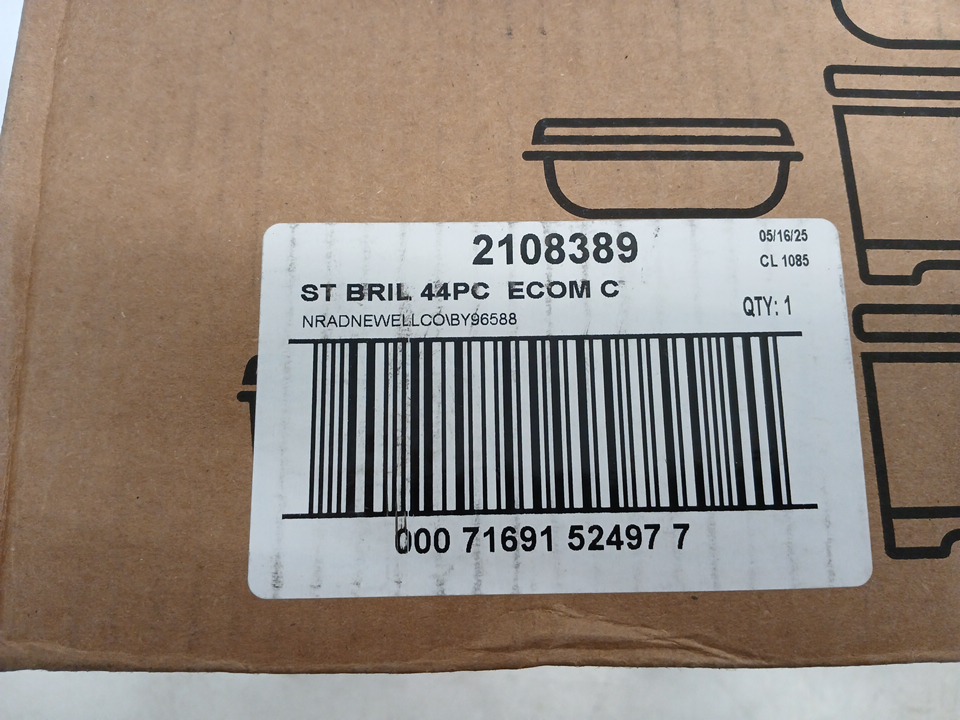 2108389
05/16/25
CL 1085
ST BRIL 44PC ECOM C
QTY: 1
NRADNEWELLCO\BY96588
000 71691 52497 7